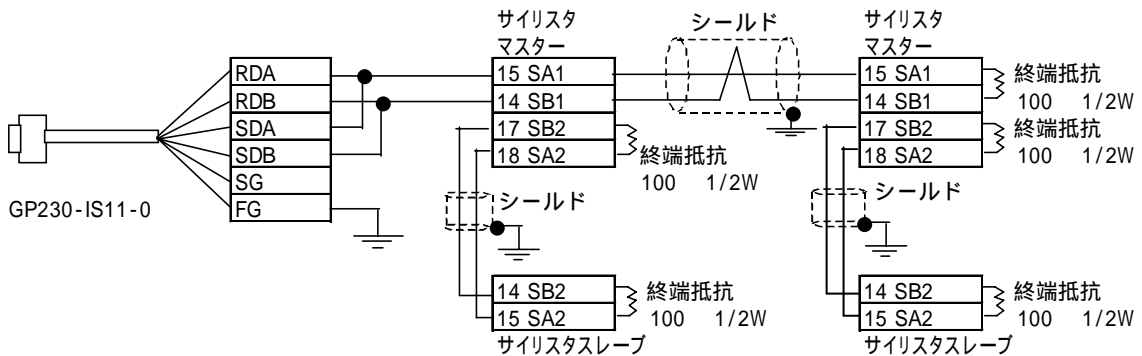 サイリスタ
マスター
シールド
サイリスタ
マスター
RDA
RDB
SDA
SDB
SG
FG
GP230-IS11-0
15 SA1
14 SB1
17 SB2
18 SA2
終端抵抗
100 1/2W
シールド
15 SA1
14 SB1
17 SB2
18 SA2
終端抵抗
100 1/2W
終端抵抗
100 1/2W
シールド
14 SB2
15 SA2
終端抵抗
100 1/2W
サイリスタスレーブ
14 SB2
15 SA2
終端抵抗
100 1/2W
サイリスタスレーブ